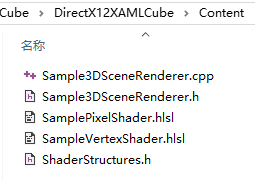 Cube > DirectX12XAMLCube > Content
名称
Sample3DSceneRenderer.cpp
Sample3DSceneRenderer.h
SamplePixelShader.hlsl
SampleVertexShader.hlsl
ShaderStructures.h